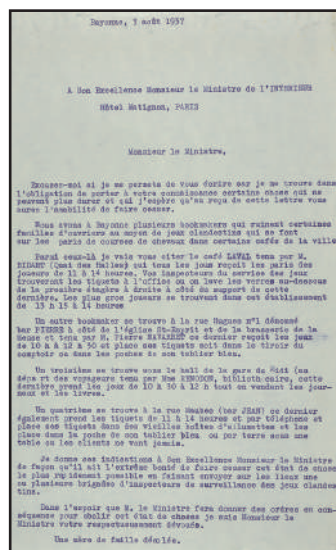 Bayonne, 3 août 1937
A Son Excellence Monsieur le Ministre de l'INTERIEUR
Hôtel Matignon, PARIS
Monsieur le Ministre,
Excusez-moi si je me permets de vous écrire car je me trouve dans
l'obligation de porter à votre connaissance certaine chose qui ne
peuvent plus durer et j'espère qu'au reçu de cette lettre vous
aurez l'amabilité de faire cesser.
Nous avons à Bayonne plusieurs bookmakers qui ruinent certaines
familles d'ouvriers au moyen de jeux clandestins qui se font
sur les paris de courses de chevaux dans certains cafés de la ville
Parmi ceux-là je vais vous citer le café LEVAL tenu par M.
(Quai des Salles) qui tous les jours reçoit les paris des
joueurs de 11 à 14 heures. Vos inspecteurs du service des jeux
trouveront les tiquets à l'office ou on lave les verres au-dessous
de la première étagère à droite à côté du support de cette
dernière. Les plus gros joueurs se trouvent dans cet établissement
de 13 h 15 à 14 heures
Un autre bookmaker se trouve à la rue Hugues n°1 dénommé
bar PIERRE à côté de l'église St-Esprit et de la brasserie de la
Meuse et tenu par M. Pierre ce dernier reçoit les jeux
de 10 h à 12 h 30 et place ses tiquets soit dans le tiroir du
comptoir ou dans les poches de son tablier bleu.
Un troisième se trouve sous le hall de la gare du Midi (au
départ des voyageurs tenu par Mme bibliothécaire, cette
dernière prend les jeux de 10 h 30 à 12 h tout en vendant les jour-
naux et les livres.
Un quatrième se trouve à la rue Maubec (bar JEAN) ce dernier
également prend les tiquets de 11 h à 14 heures et par téléphone et
place ses tiquets dans des vieilles boîtes d'allumettes et les
place dans la poche de son tablier bleu ou par terre sous une
table ou les clients ne vont jamais.
Je donne ses indications à Son Excellence Monsieur le Ministre
de façon qu'il ait l'extrême bonté de faire cesser cet état de chose
le plus rapidement possible en faisant envoyer sur les lieux une
ou plusieurs brigades d'inspecteurs de surveillance des jeux clandes-
tins.
Dans l'espoir que M. le Ministre fera donner des ordres en con-
séquence pour abolir cet état de choses je suis Monsieur le
Ministre votre respectueusement dévouée.
Une mère de famille désolée.